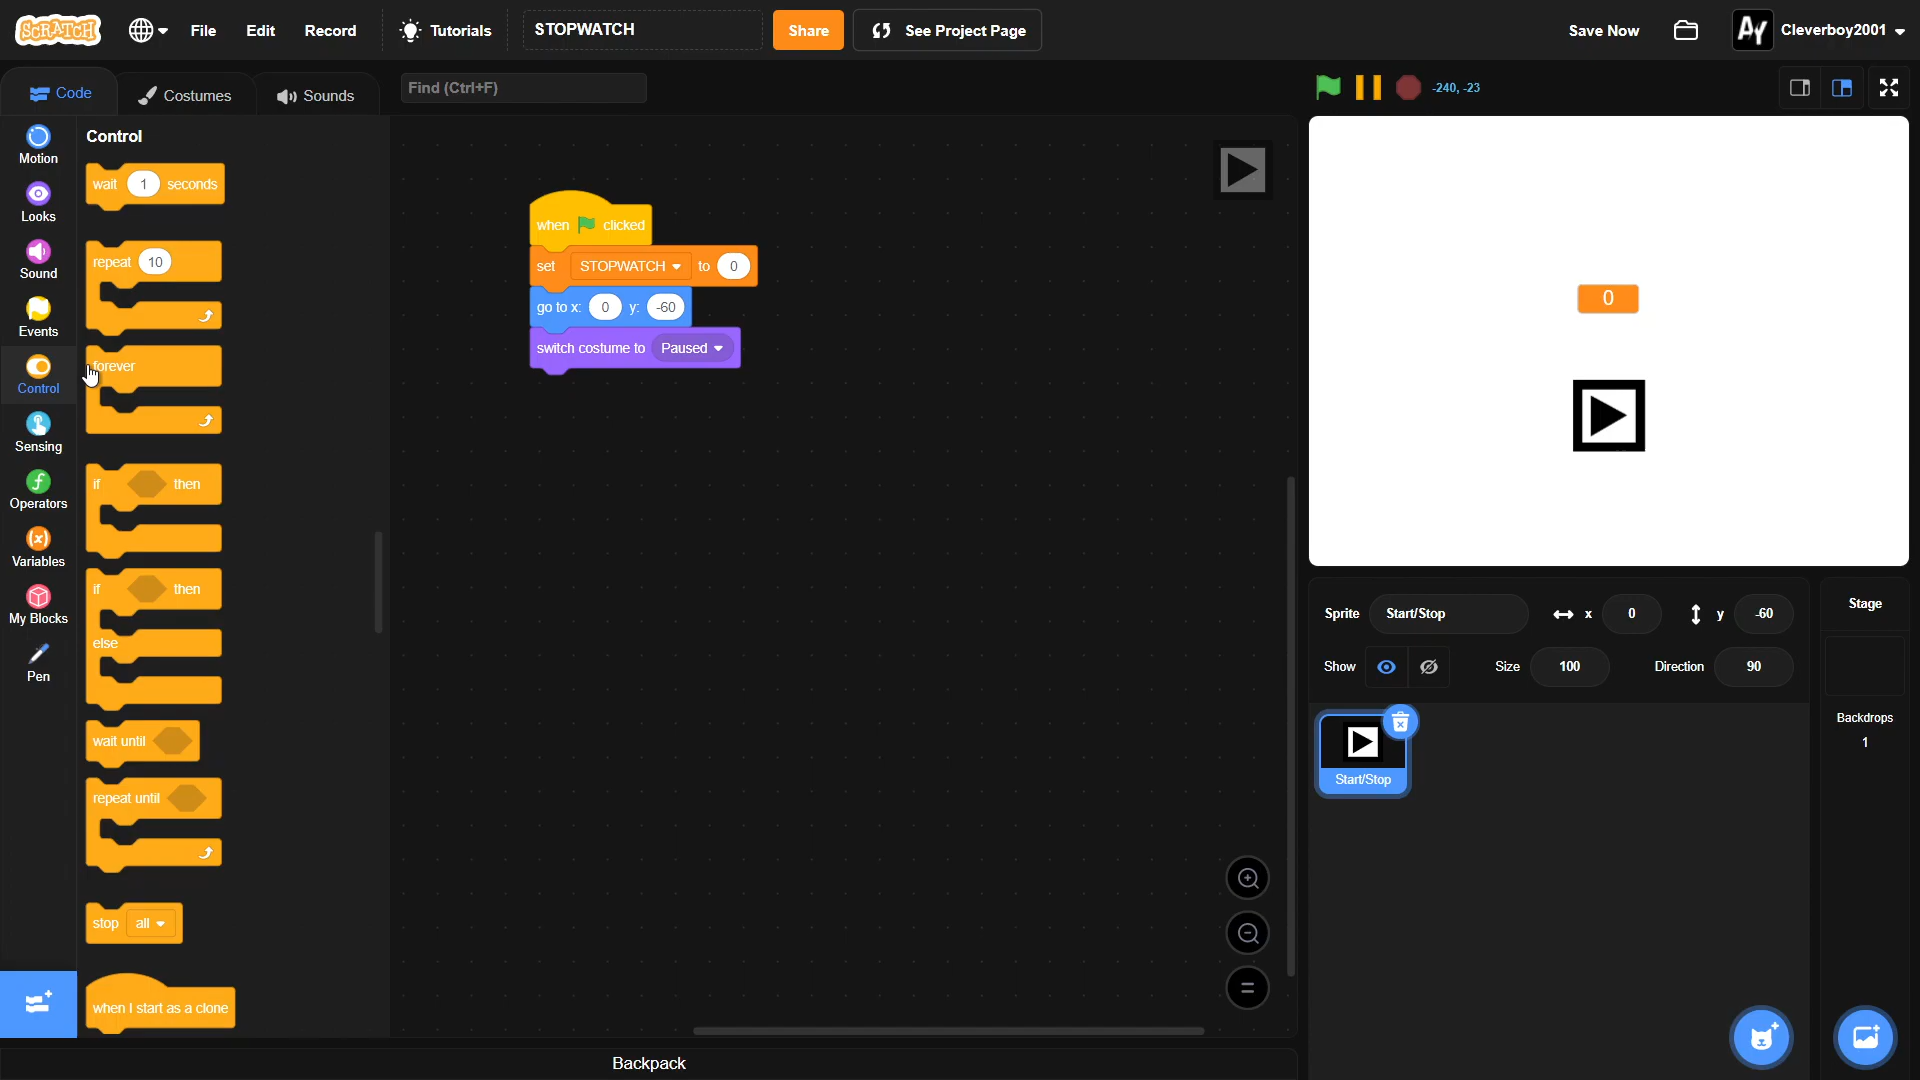 SCRATCH File Edit Record Tutorials STOPWATCH Share See Project Page Save Now Ay Cleverboy2001
Code Costumes Sounds Find (Ctrl+F) -240, -23
Motion
Looks
Sound
Events
Control
Sensing
Operators
Variables
My Blocks
Pen
Control
wait 1 seconds
repeat 10
forever
if then
if then
else
wait until
repeat until
stop all
when I start as a clone
when clicked
set STOPWATCH to 0
go to x: 0 y: -60
switch costume to Paused
Backpack
0
Sprite Start/Stop x 0 y -60
Show Size 100 Direction 90
Start/Stop
Stage
Backdrops
1